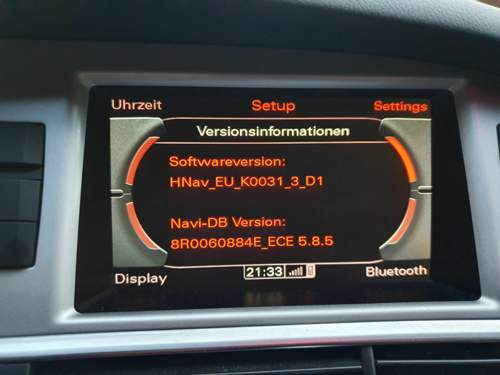 Uhrzeit Setup Settings
Versionsinformationen
Softwareversion:
HNav_EU_K0031_3_D1
Navi-DB Version:
8R0060884E_ECE 5.8.5
Display 21:33 Bluetooth